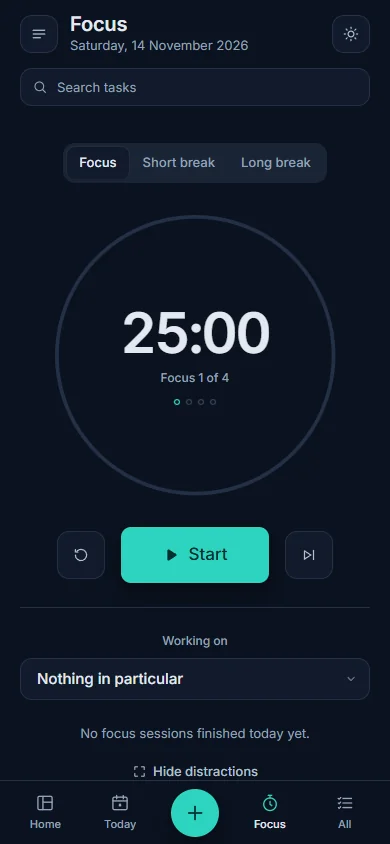 Focus
Saturday, 14 November 2026
Search tasks
Focus Short break Long break
25:00
Focus 1 of 4
Start
Working on
Nothing in particular
No focus sessions finished today yet.
Hide distractions
Home Today Focus All